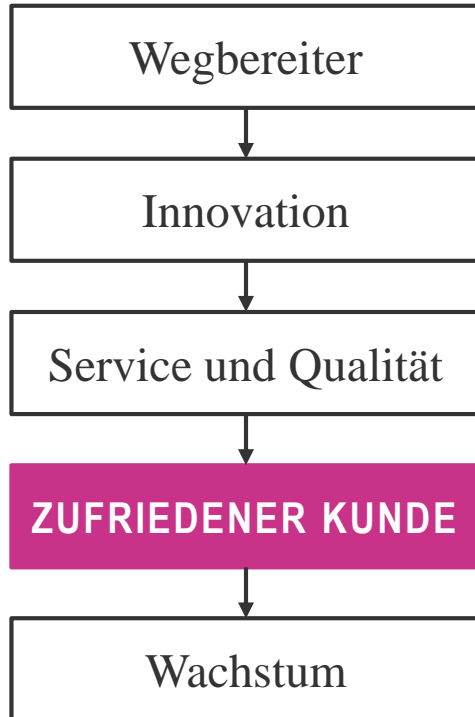 Wegbereiter
Innovation
Service und Qualität
ZUFRIEDENER KUNDE
Wachstum